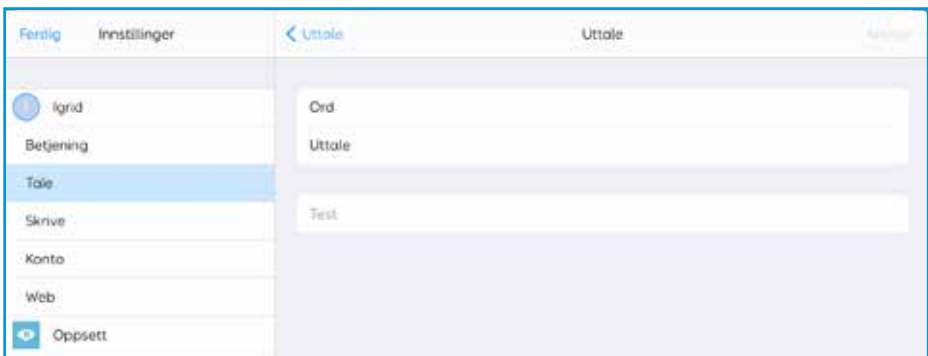 Ferdig
Innstillinger
Uttale
Uttale
Igrid
Betjening
Tale
Skrive
Konto
Web
Oppsett
Ord
Uttale
Test